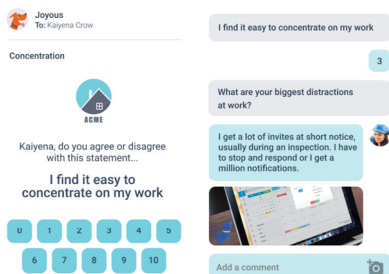 Joyous
To: Kaiyena Crow
Concentration
ACME
Kaiyena, do you agree or disagree
with this statement...
I find it easy to
concentrate on my work
0 1 2 3 4 5
6 7 8 9 10
I find it easy to concentrate on my work
3
What are your biggest distractions
at work?
I get a lot of invites at short notice,
usually during an inspection. I have
to stop and respond or I get a
million notifications.
Add a comment